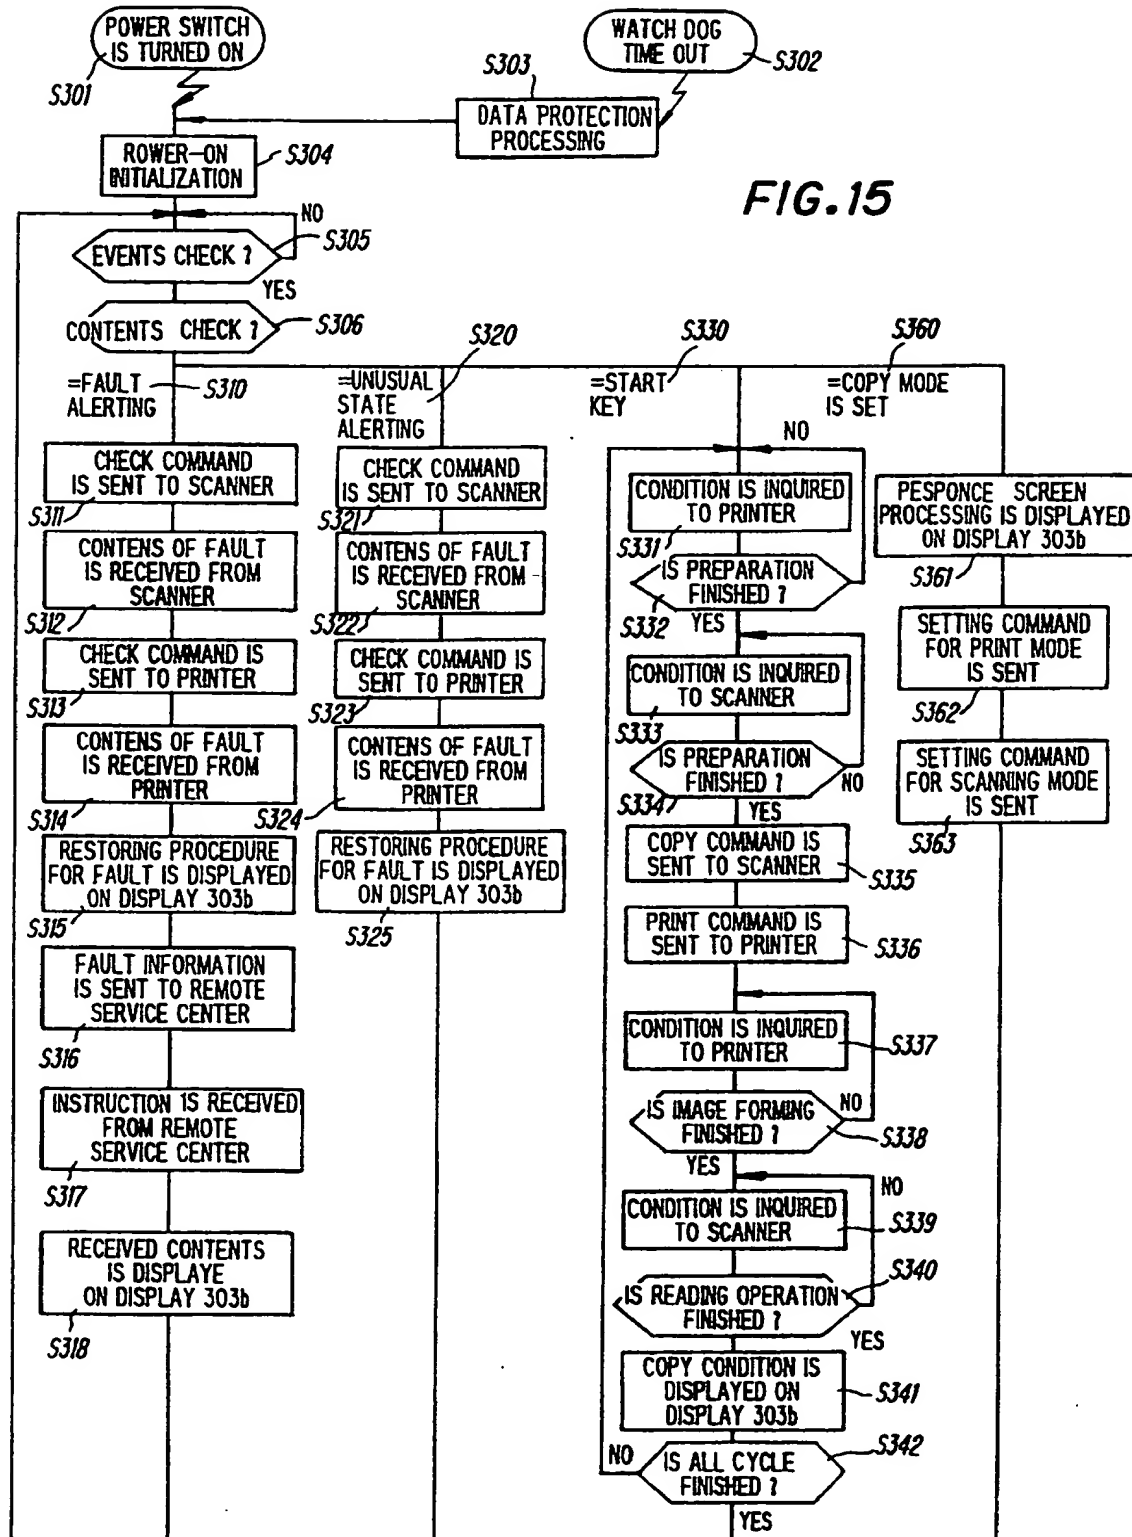 POWER SWITCH
IS TURNED ON
S301
WATCH DOG
TIME OUT
S302
S303
DATA PROTECTION
PROCESSING
ROWER-ON
INITIALIZATION
S304
FIG.15
NO
EVENTS CHECK ?
S305
YES
CONTENTS CHECK ?
S306
=FAULT
ALERTING
S310
=UNUSUAL
STATE
ALERTING
S320
=START
KEY
S330
=COPY MODE
IS SET
S360
CHECK COMMAND
IS SENT TO SCANNER
S311
CONTENS OF FAULT
IS RECEIVED FROM
SCANNER
S312
CHECK COMMAND IS
SENT TO PRINTER
S313
CONTENS OF FAULT
IS RECEIVED FROM
PRINTER
S314
RESTORING PROCEDURE
FOR FAULT IS DISPLAYED
ON DISPLAY 303b
S315
FAULT INFORMATION
IS SENT TO REMOTE
SERVICE CENTER
S316
INSTRUCTION IS RECEIVED
FROM REMOTE
SERVICE CENTER
S317
RECEIVED CONTENTS
IS DISPLAYE
ON DISPLAY 303b
S318
CHECK COMMAND
IS SENT TO SCANNER
S321
CONTENS OF FAULT
IS RECEIVED FROM
SCANNER
S322
CHECK COMMAND IS
SENT TO PRINTER
S323
CONTENS OF FAULT
IS RECEIVED FROM
PRINTER
S324
RESTORING PROCEDURE
FOR FAULT IS DISPLAYED
ON DISPLAY 303b
S325
NO
CONDITION IS INQUIRED
TO PRINTER
S331
IS PREPARATION
FINISHED ?
S332
YES
CONDITION IS INQUIRED
TO SCANNER
S333
IS PREPARATION
FINISHED ?
NO
S334
YES
COPY COMMAND IS
SENT TO SCANNER
S335
PRINT COMMAND IS
SENT TO PRINTER
S336
CONDITION IS INQUIRED
TO PRINTER
S337
IS IMAGE FORMING
FINISHED ?
NO
S338
YES
NO
CONDITION IS INQUIRED
TO SCANNER
S339
IS READING OPERATION
FINISHED ?
S340
YES
COPY CONDITION IS
DISPLAYED ON
DISPLAY 303b
S341
NO
IS ALL CYCLE
FINISHED ?
S342
YES
PESPONCE SCREEN
PROCESSING IS DISPLAYED
ON DISPLAY 303b
S361
SETTING COMMAND
FOR PRINT MODE
IS SENT
S362
SETTING COMMAND
FOR SCANNING MODE
IS SENT
S363